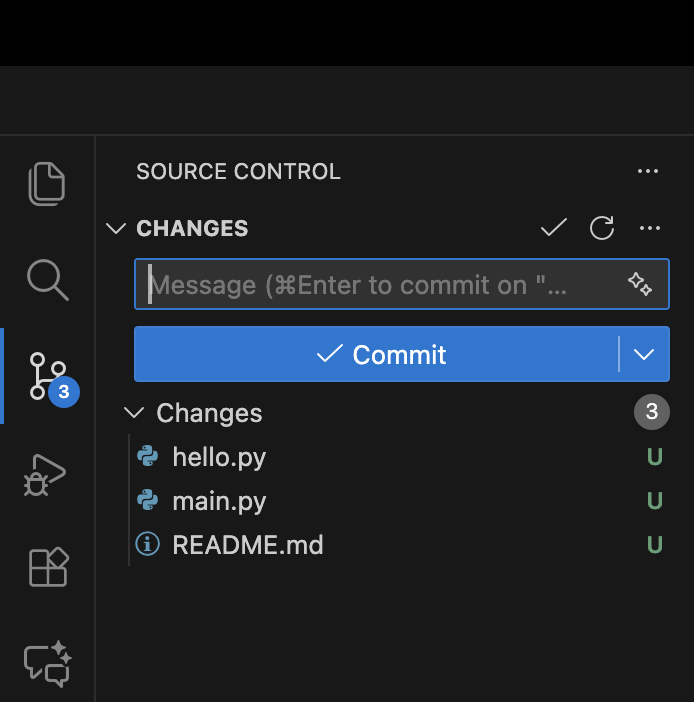 SOURCE CONTROL
CHANGES
Message (⌘Enter to commit on "...
Commit
3
Changes 3
hello.py U
main.py U
README.md U